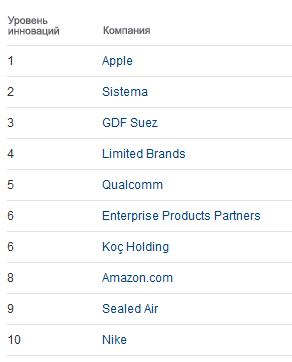 Уровень
инноваций Компания
1 Apple
2 Sistema
3 GDF Suez
4 Limited Brands
5 Qualcomm
6 Enterprise Products Partners
6 Koç Holding
8 Amazon.com
9 Sealed Air
10 Nike